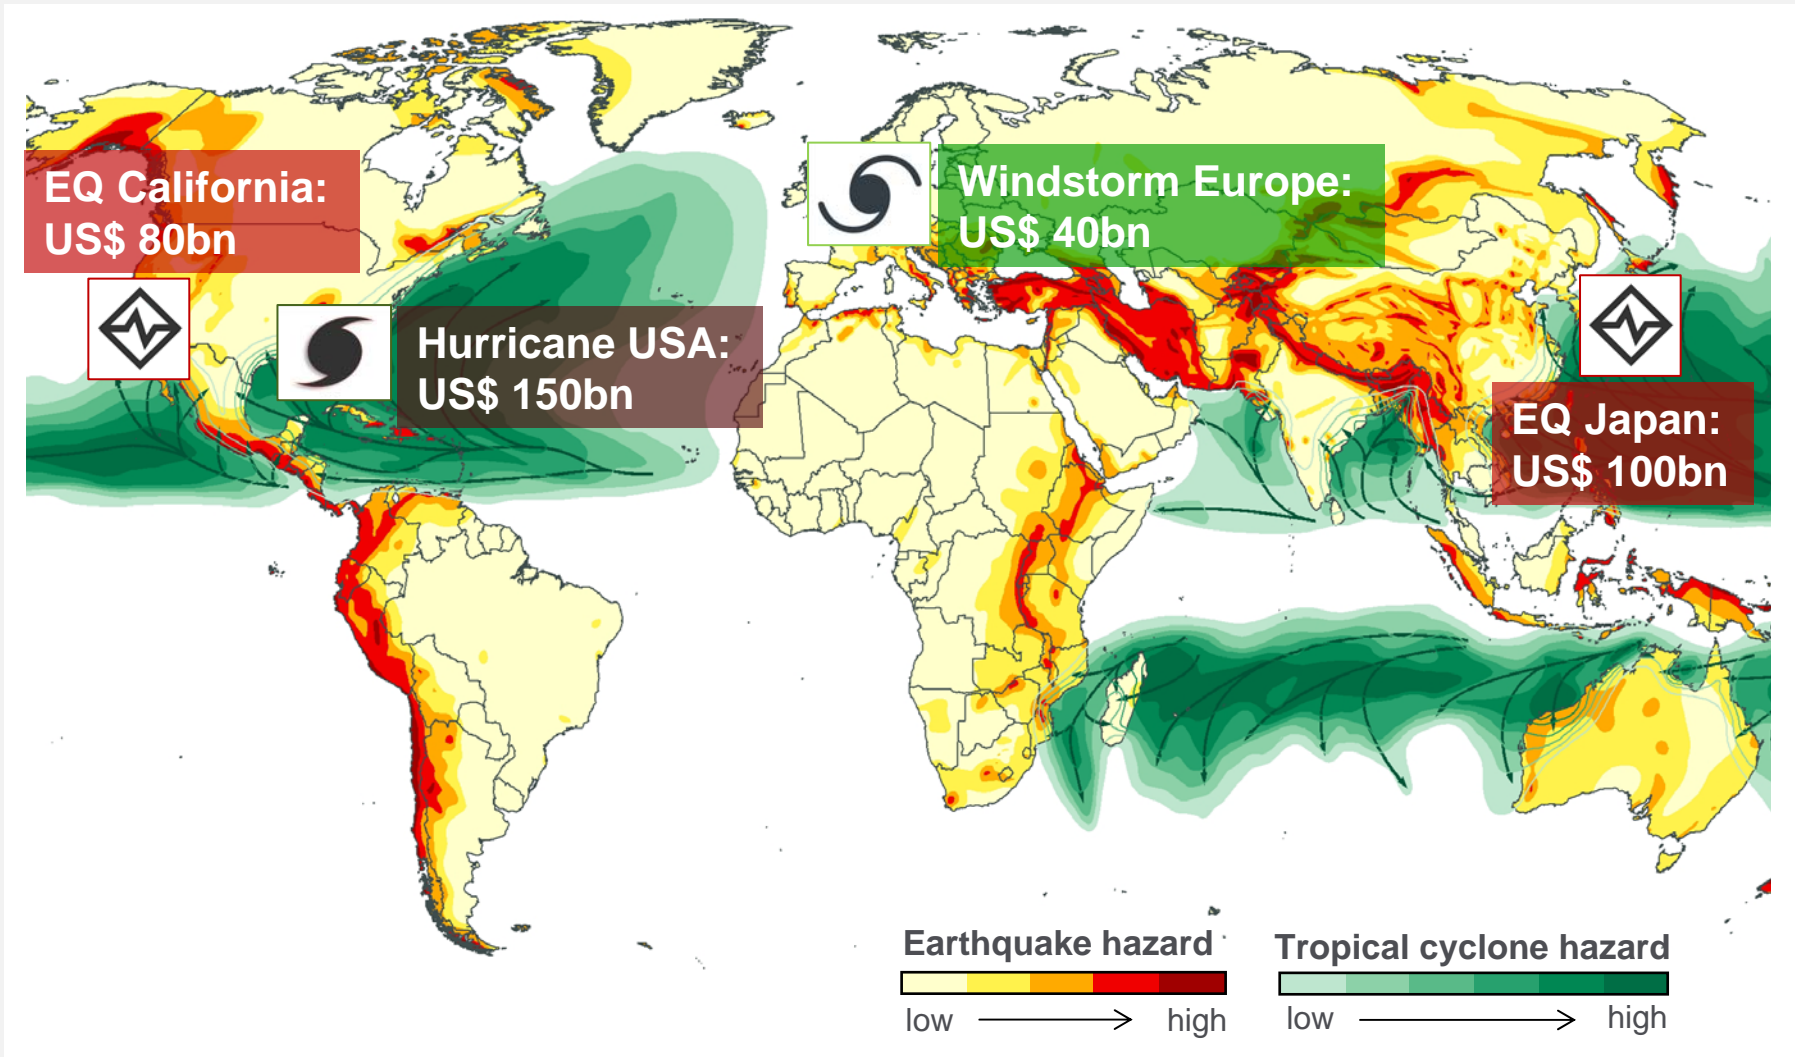 EQ California:
US$ 80bn
Windstorm Europe:
US$ 40bn
Hurricane USA:
US$ 150bn
EQ Japan:
US$ 100bn
Earthquake hazard
low
high
Tropical cyclone hazard
low
high